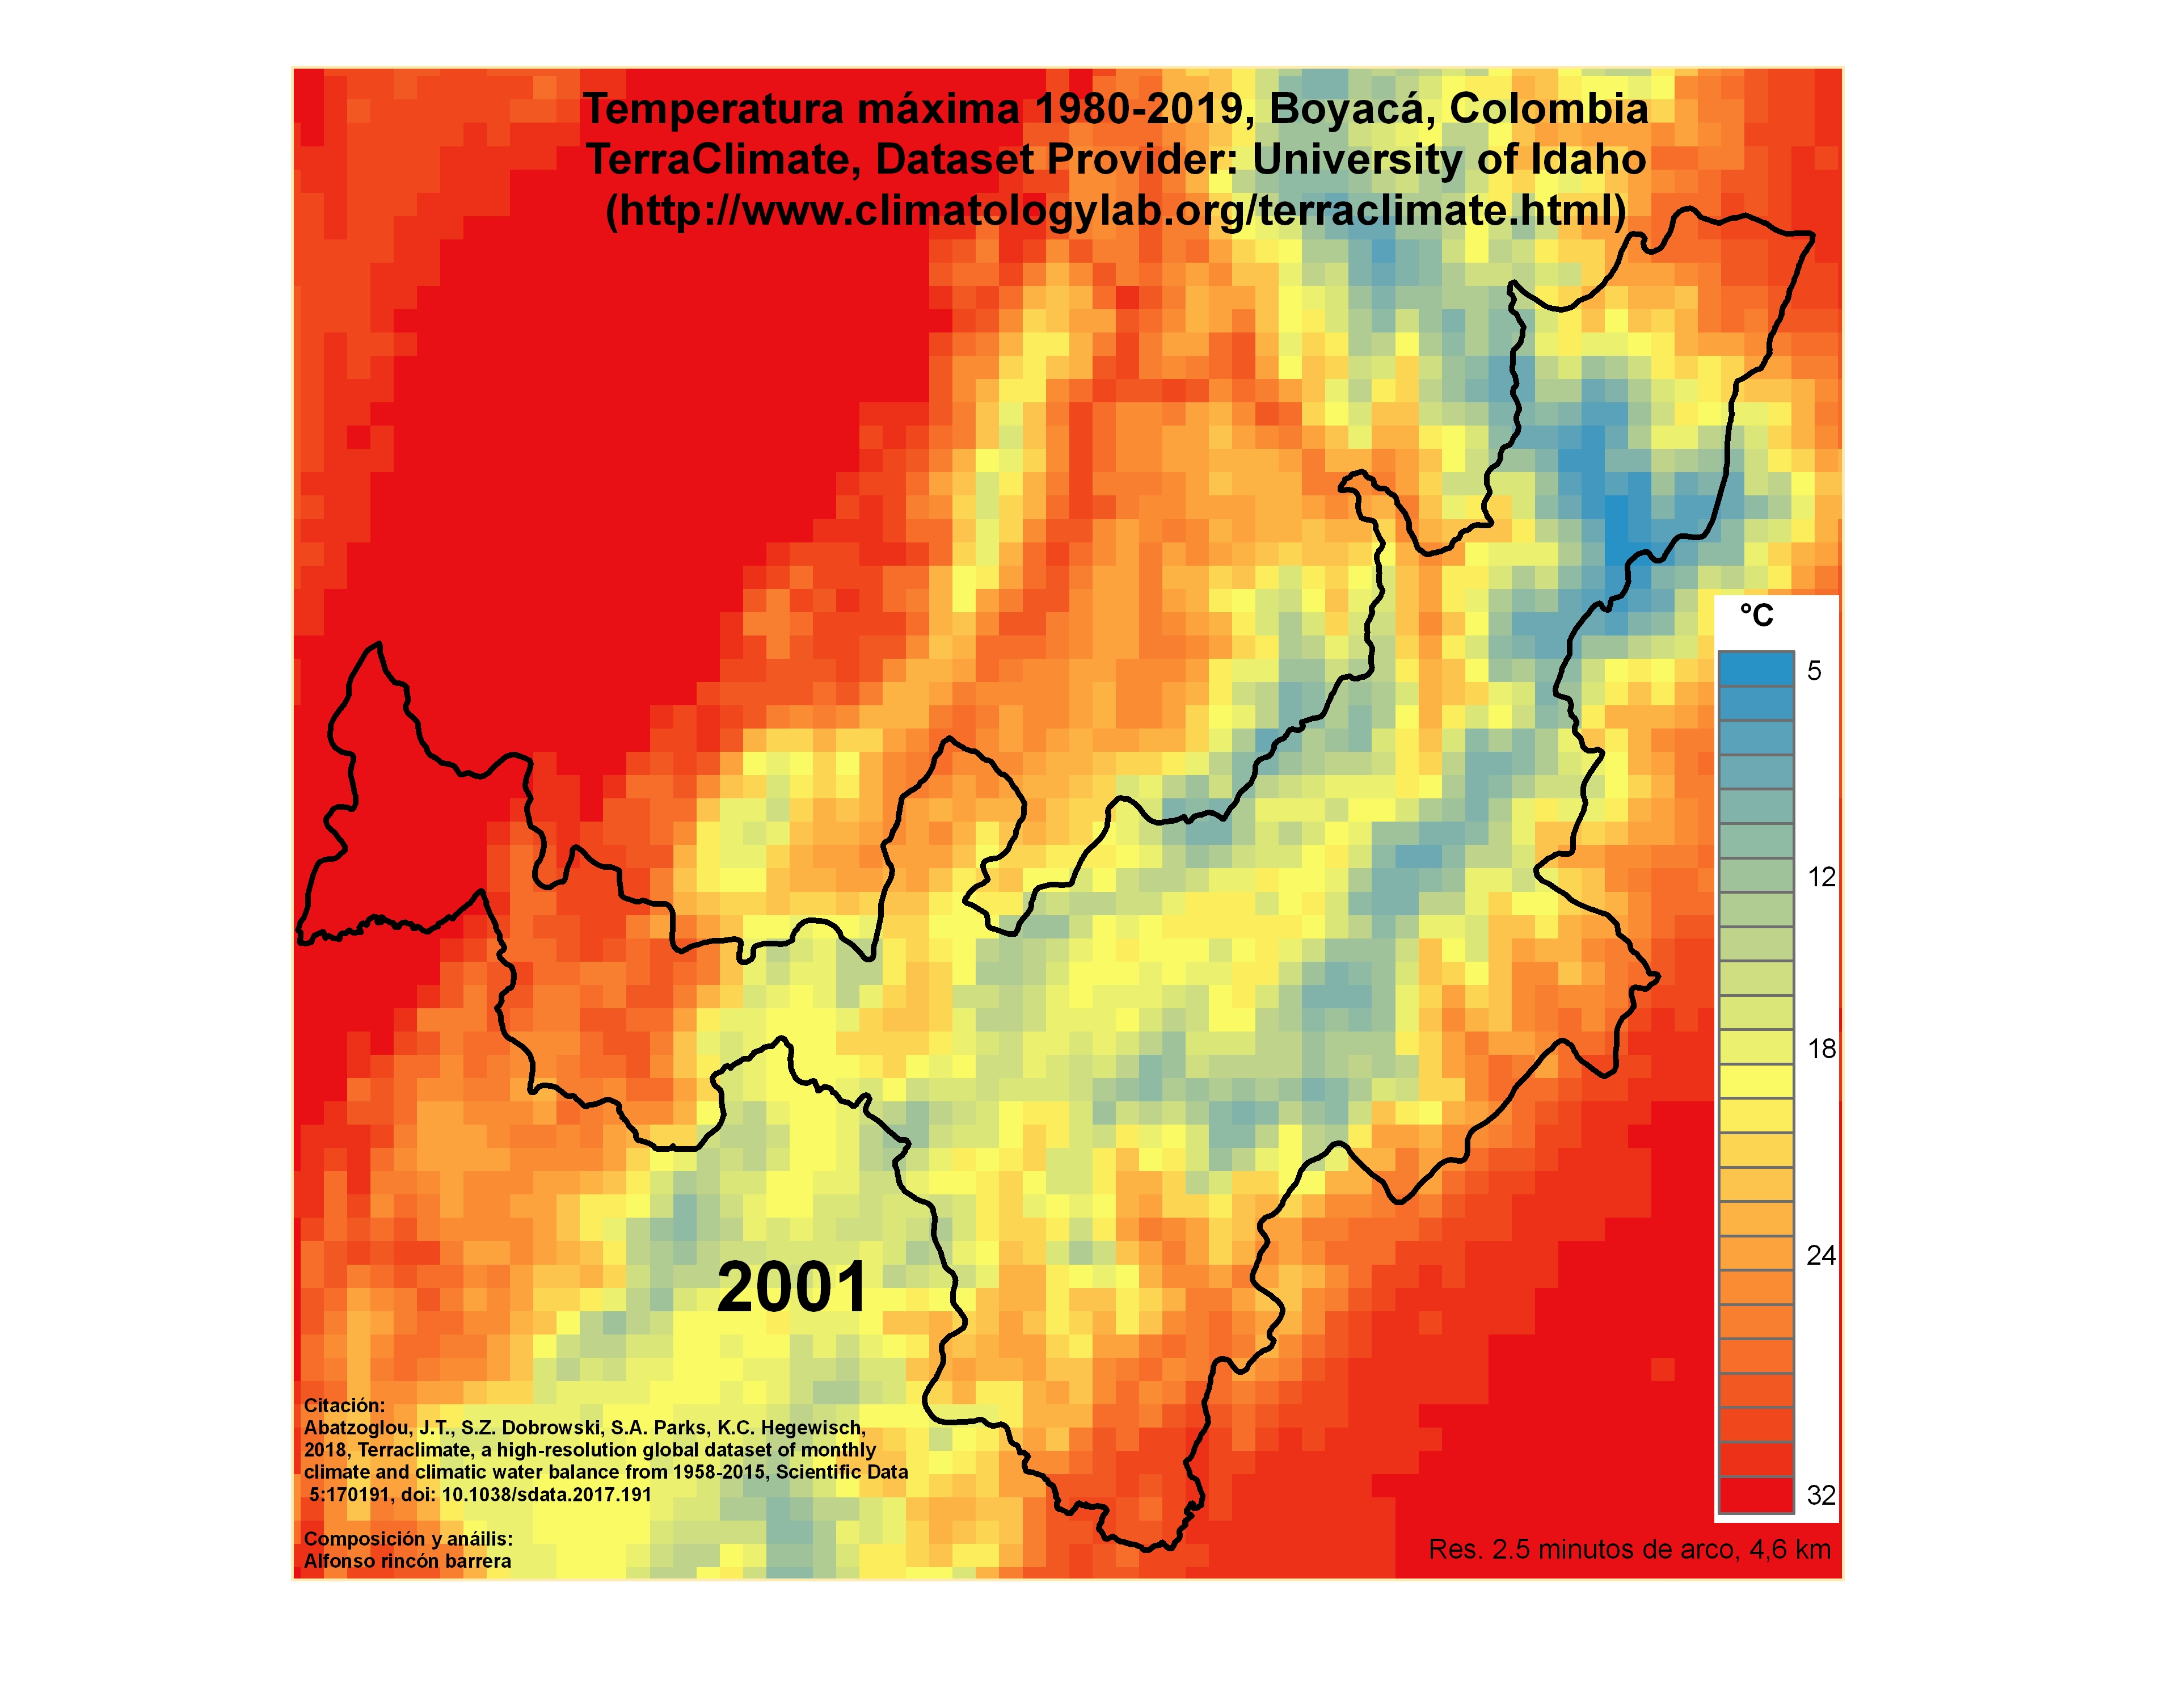 Temperatura máxima 1980-2019, Boyacá, Colombia
TerraClimate, Dataset Provider: University of Idaho
(http://www.climatologylab.org/terraclimate.html)
°C
5
12
18
24
32
2001
Citación:
Abatzoglou, J.T., S.Z. Dobrowski, S.A. Parks, K.C. Hegewisch,
2018, Terraclimate, a high-resolution global dataset of monthly
climate and climatic water balance from 1958-2015, Scientific Data
5:170191, doi: 10.1038/sdata.2017.191
Composición y anáilis:
Alfonso rincón barrera
Res. 2.5 minutos de arco, 4,6 km